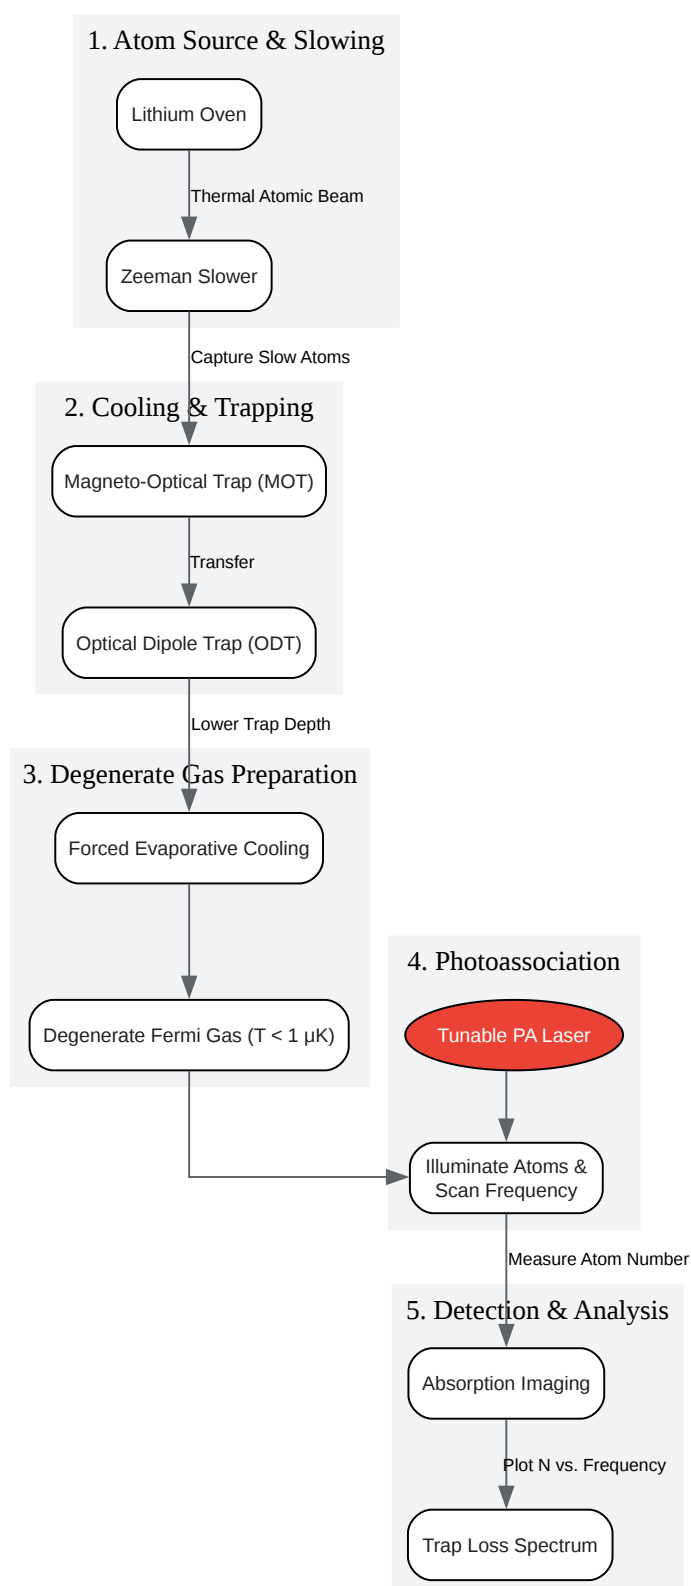 1. Atom Source & Slowing
Lithium Oven
Thermal Atomic Beam
Zeeman Slower
Capture Slow Atoms
2. Cooling & Trapping
Magneto-Optical Trap (MOT)
Transfer
Optical Dipole Trap (ODT)
Lower Trap Depth
3. Degenerate Gas Preparation
Forced Evaporative Cooling
Degenerate Fermi Gas (T < 1 μK)
4. Photoassociation
Tunable PA Laser
Illuminate Atoms &
Scan Frequency
Measure Atom Number
5. Detection & Analysis
Absorption Imaging
Plot N vs. Frequency
Trap Loss Spectrum